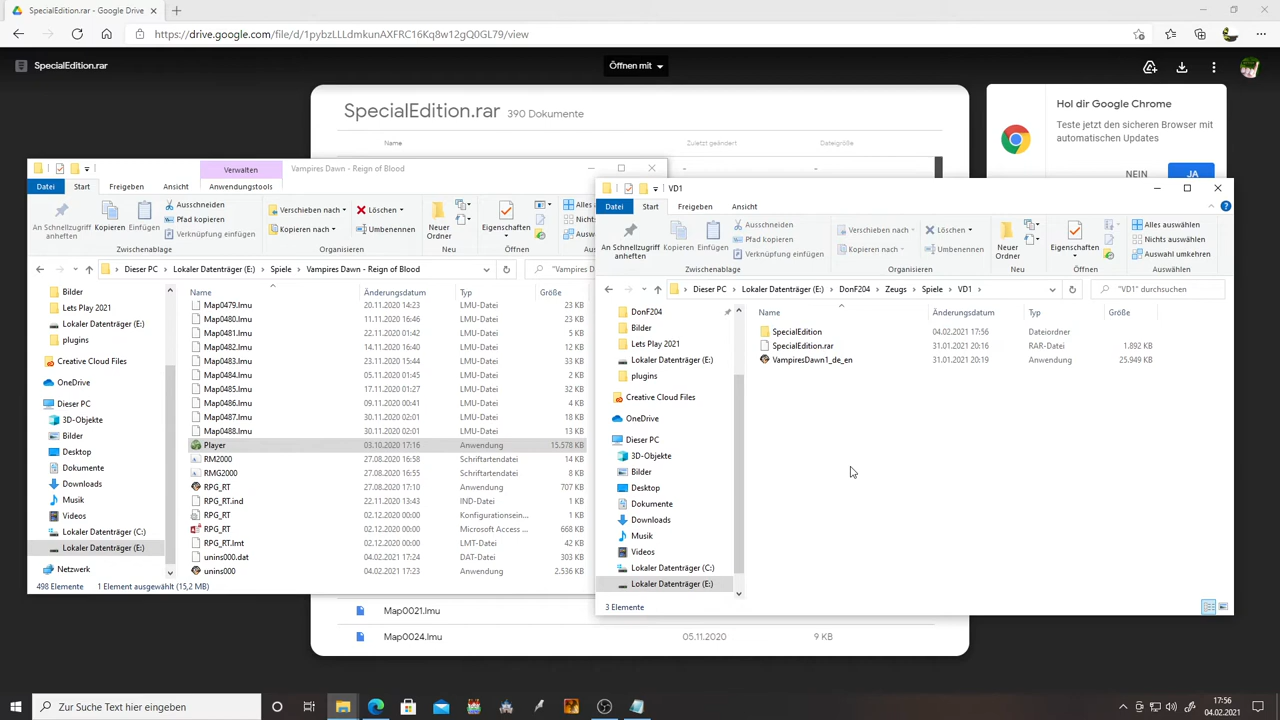 SpecialEdition.rar - Google Drive
https://drive.google.com/file/d/1pybzLLLdmkunAXFRC16Kq8w12gQ0GL79/view
SpecialEdition.rar
Öffnen mit
SpecialEdition.rar 390 Dokumente
Name Zuletzt geändert Dateigröße
- -
Hol dir Google Chrome
Teste jetzt den sicheren Browser mit
automatischen Updates
NEIN JA
Verwalten Vampires Dawn - Reign of Blood
Datei Start Freigeben Ansicht Anwendungstools
An Schnellzugriff
anheften
Kopieren
Einfügen
Ausschneiden
Pfad kopieren
Verknüpfung einfügen
Zwischenablage
Verschieben nach
Kopieren nach
Löschen
Umbenennen
Organisieren
Neuer
Ordner
Neu
Eigenschaften
Öffnen
Alles
Nichts
Ausw
Dieser PC Lokaler Datenträger (E:) Spiele Vampires Dawn - Reign of Blood
"Vampires D
Bilder
Lets Play 2021
Lokaler Datenträger (E:)
plugins
Creative Cloud Files
OneDrive
Dieser PC
3D-Objekte
Bilder
Desktop
Dokumente
Downloads
Musik
Videos
Lokaler Datenträger (C:)
Lokaler Datenträger (E:)
Netzwerk
Name Änderungsdatum Typ Größe
Map0479.lmu 20.11.2020 14:23 LMU-Datei 23 KB
Map0480.lmu 11.11.2020 16:46 LMU-Datei 23 KB
Map0481.lmu 22.11.2020 01:42 LMU-Datei 5 KB
Map0482.lmu 14.11.2020 16:40 LMU-Datei 12 KB
Map0483.lmu 23.11.2020 15:44 LMU-Datei 33 KB
Map0484.lmu 05.11.2020 01:45 LMU-Datei 2 KB
Map0485.lmu 17.11.2020 01:27 LMU-Datei 32 KB
Map0486.lmu 09.11.2020 00:41 LMU-Datei 4 KB
Map0487.lmu 30.11.2020 02:01 LMU-Datei 18 KB
Map0488.lmu 30.11.2020 02:01 LMU-Datei 13 KB
Player 03.10.2020 17:16 Anwendung 15.578 KB
RM2000 27.08.2020 16:58 Schriftartendatei 14 KB
RMG2000 27.08.2020 16:55 Schriftartendatei 8 KB
RPG_RT 27.08.2020 17:10 Anwendung 707 KB
RPG_RT.ind 22.11.2020 13:43 IND-Datei 1 KB
RPG_RT 02.12.2020 00:00 Konfigurationsein... 1 KB
RPG_RT 02.12.2020 00:00 Microsoft Access ... 668 KB
RPG_RT.lmt 02.12.2020 00:00 LMT-Datei 42 KB
unins000.dat 04.02.2021 17:23 DAT-Datei 303 KB
unins000 04.02.2021 17:23 Anwendung 2.536 KB
498 Elemente 1 Element ausgewählt (15,2 MB)
VD1
Datei Start Freigeben Ansicht
An Schnellzugriff
anheften
Kopieren
Einfügen
Ausschneiden
Pfad kopieren
Verknüpfung einfügen
Zwischenablage
Verschieben nach
Kopieren nach
Löschen
Umbenennen
Organisieren
Neuer
Ordner
Neu
Eigenschaften
Öffnen
Alles auswählen
Nichts auswählen
Auswahl umkehren
Auswählen
Dieser PC Lokaler Datenträger (E:) DonF204 Zeugs Spiele VD1
"VD1" durchsuchen
DonF204
Bilder
Lets Play 2021
Lokaler Datenträger (E:)
plugins
Creative Cloud Files
OneDrive
Dieser PC
3D-Objekte
Bilder
Desktop
Dokumente
Downloads
Musik
Videos
Lokaler Datenträger (C:)
Lokaler Datenträger (E:)
Name Änderungsdatum Typ Größe
SpecialEdition 04.02.2021 17:56 Dateiordner
SpecialEdition.rar 31.01.2021 20:16 RAR-Datei 1.892 KB
VampiresDawn1_de_en 31.01.2021 20:19 Anwendung 25.949 KB
3 Elemente
Map0021.lmu
Map0024.lmu 05.11.2020 9 KB
Zur Suche Text hier eingeben
17:56
04.02.2021